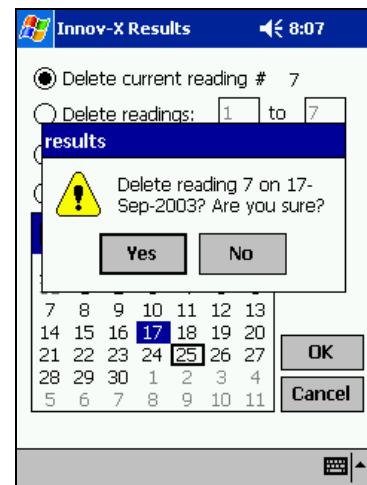 Innov-X Results 8:07
Delete current reading # 7
Delete readings: 1 to 7
results
Delete reading 7 on 17-
Sep-2003? Are you sure?
Yes No
7 8 9 10 11 12 13
14 15 16 17 18 19 20
21 22 23 24 25 26 27
28 29 30 1 2 3 4
5 6 7 8 9 10 11
OK
Cancel